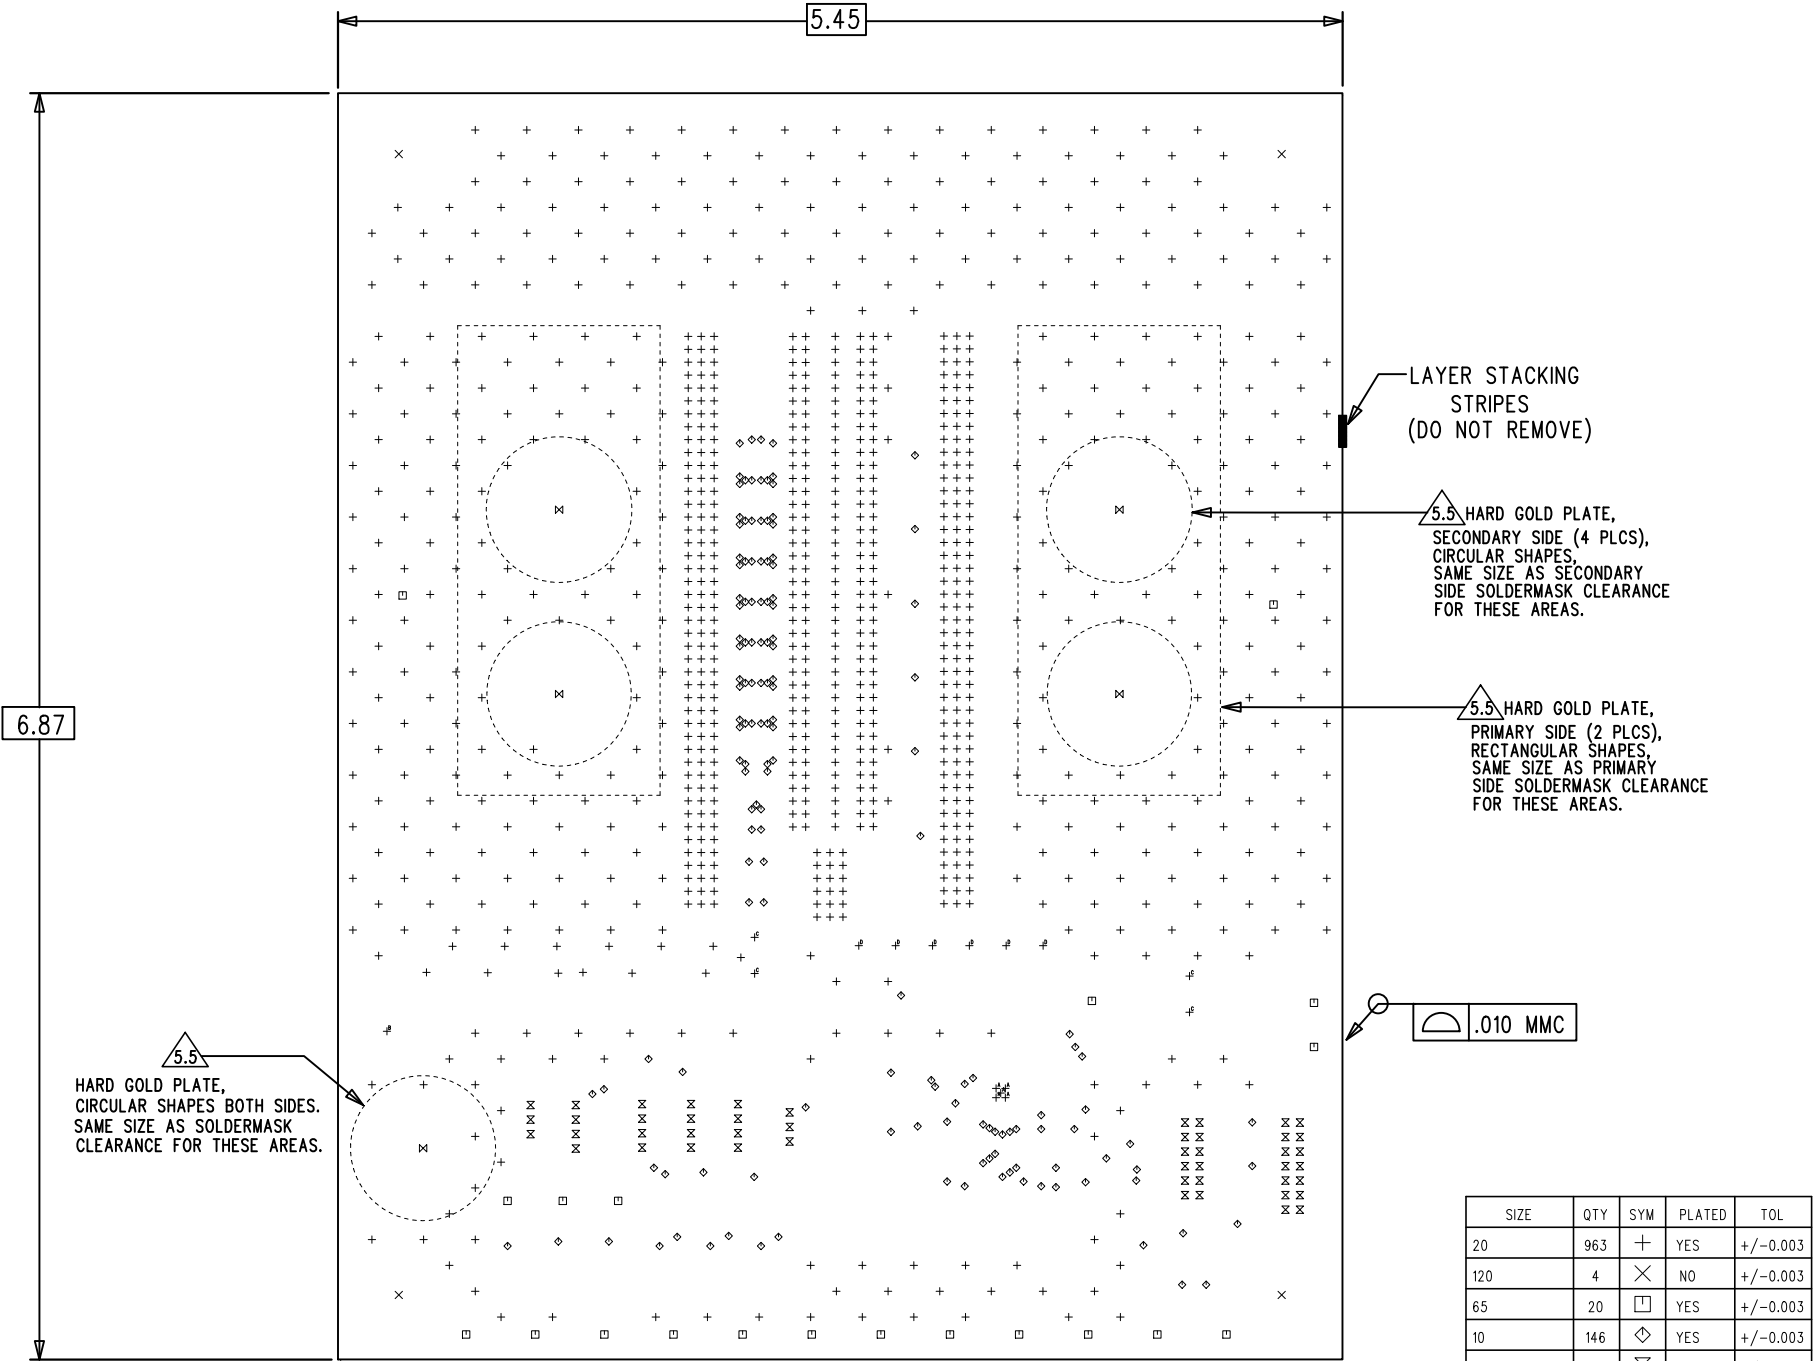 5.45
6.87
LAYER STACKING
STRIPES
(DO NOT REMOVE)
5.5 HARD GOLD PLATE,
SECONDARY SIDE (4 PLCS),
CIRCULAR SHAPES,
SAME SIZE AS SECONDARY
SIDE SOLDERMASK CLEARANCE
FOR THESE AREAS.
5.5 HARD GOLD PLATE,
PRIMARY SIDE (2 PLCS),
RECTANGULAR SHAPES,
SAME SIZE AS PRIMARY
SIDE SOLDERMASK CLEARANCE
FOR THESE AREAS.
.010 MMC
5.5
HARD GOLD PLATE,
CIRCULAR SHAPES BOTH SIDES.
SAME SIZE AS SOLDERMASK
CLEARANCE FOR THESE AREAS.
SIZE QTY SYM PLATED TOL
20 963 YES +/-0.003
120 4 NO +/-0.003
65 20 YES +/-0.003
10 146 YES +/-0.003